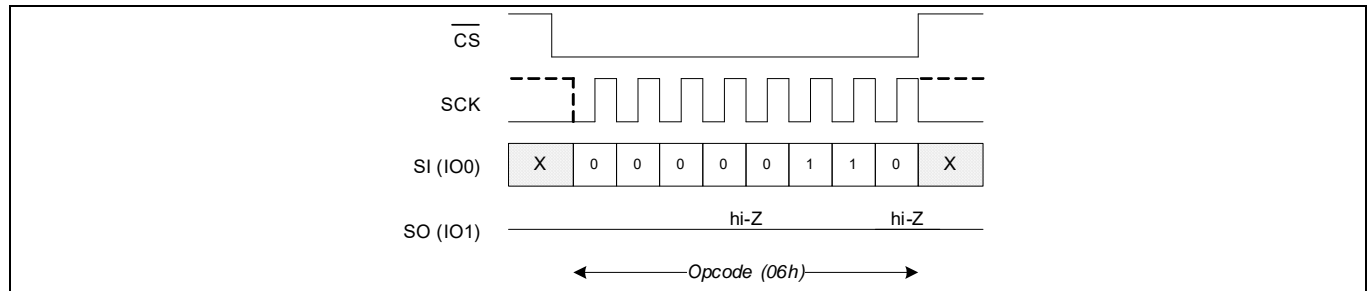 CS
SCK
SI (IO0) X 0 0 0 0 0 1 1 0 X
hi-Z hi-Z
SO (IO1)
Opcode (06h)